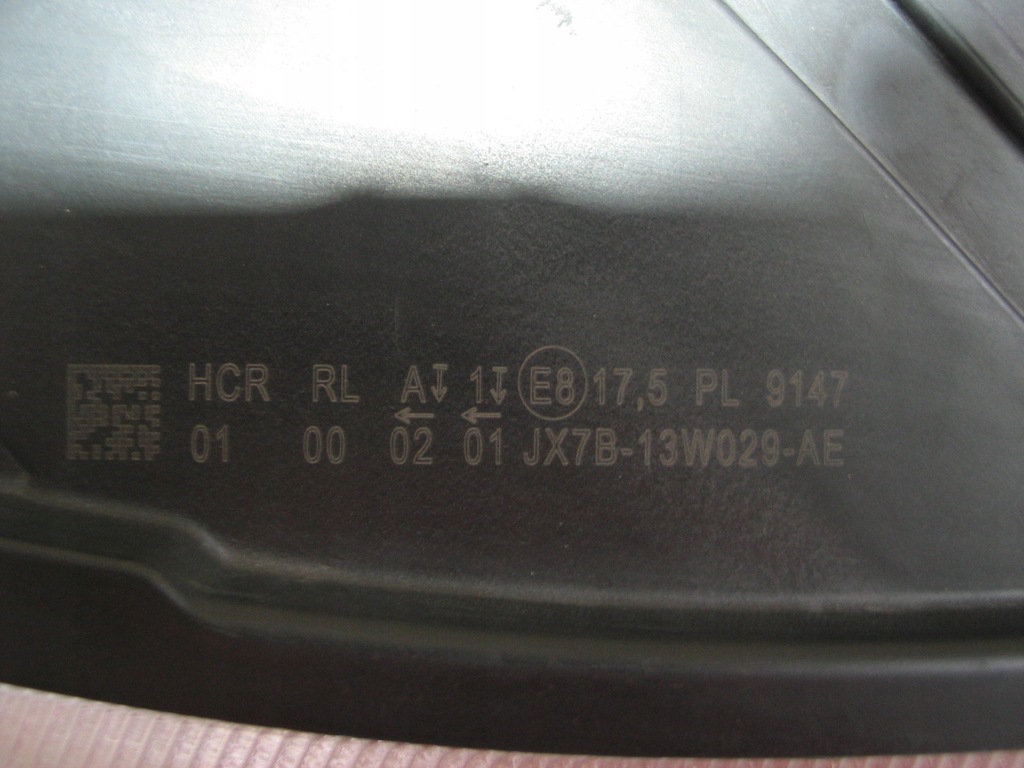 HCR RL A↧ 1↧ E8 17,5 PL 9147
← ←
01 00 02 01 JX7B-13W029-AE